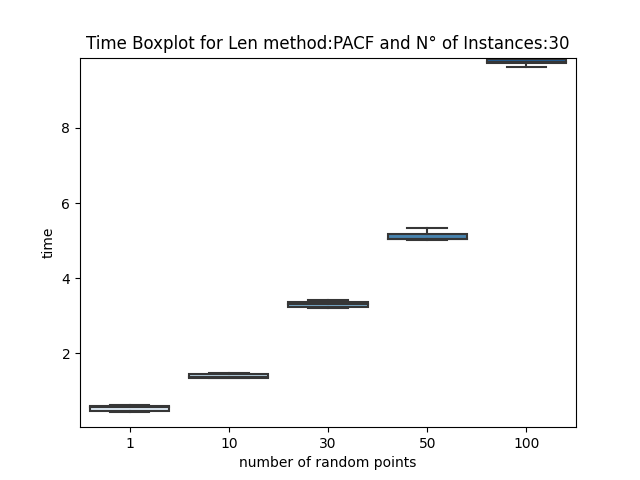 Time Boxplot for Len method:PACF and N° of Instances:30
8
6
4
2
time
1 10 30 50 100
number of random points